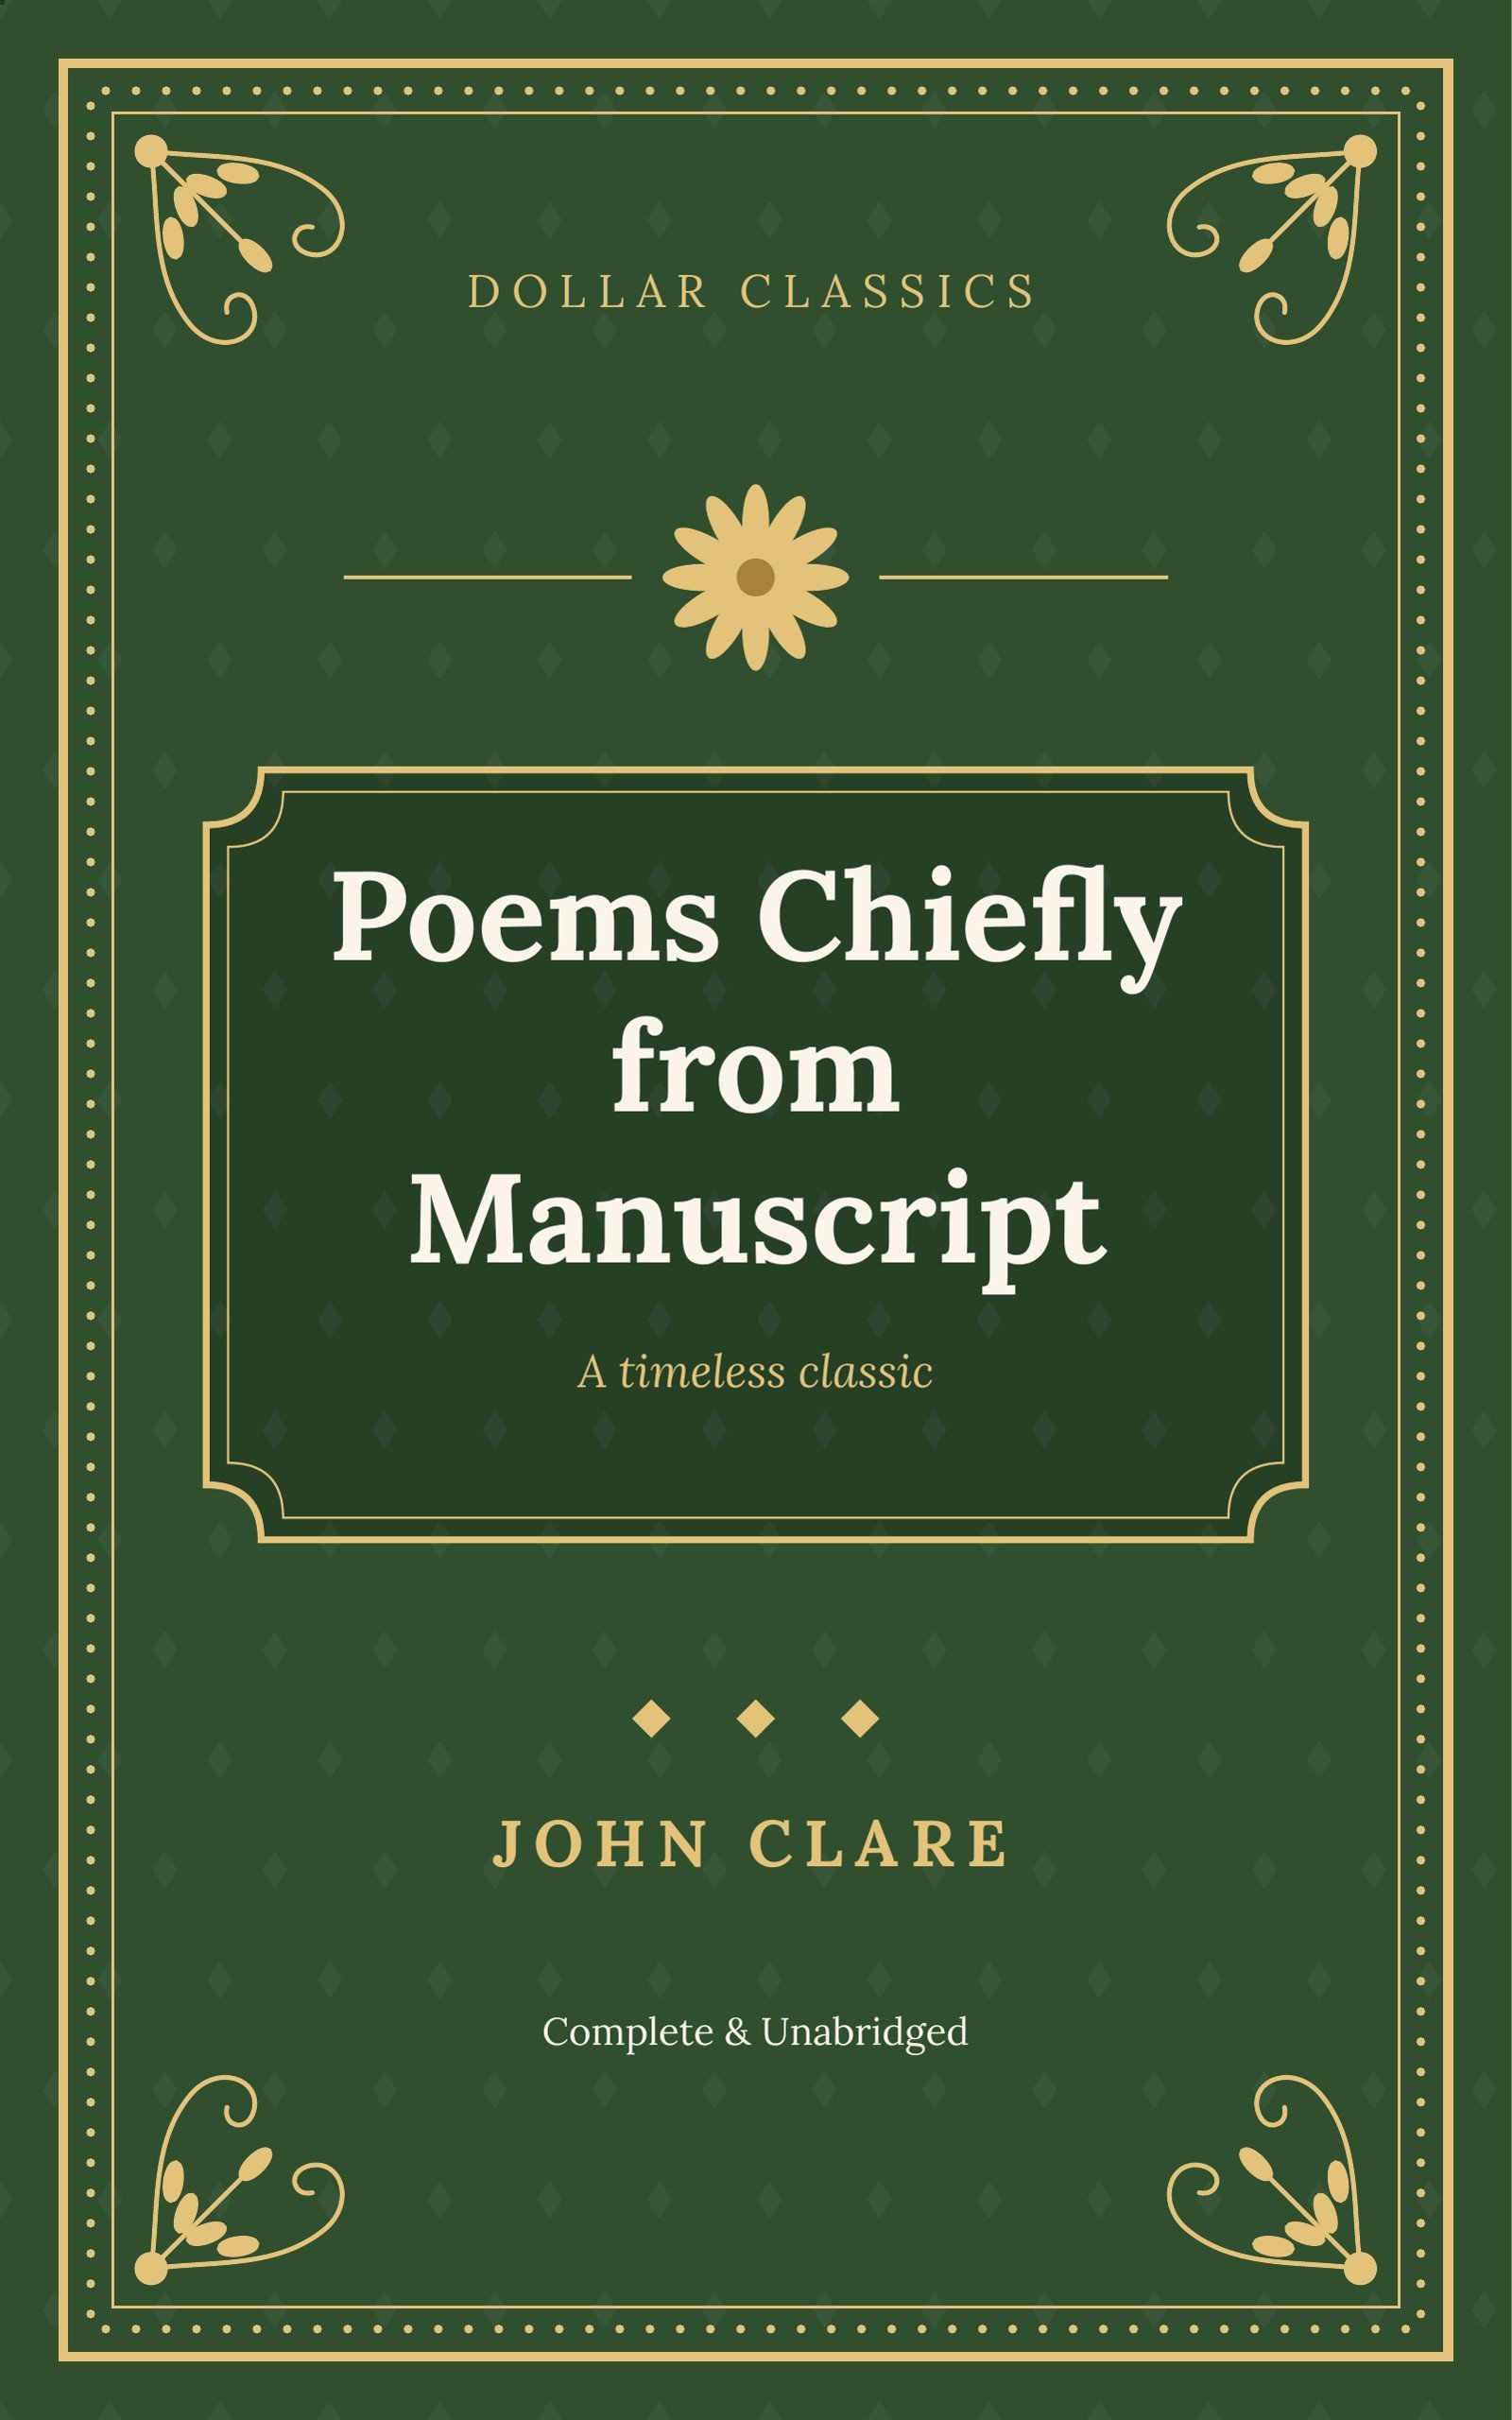 DOLLAR CLASSICS
Poems Chiefly
from
Manuscript
A timeless classic
JOHN CLARE
Complete & Unabridged